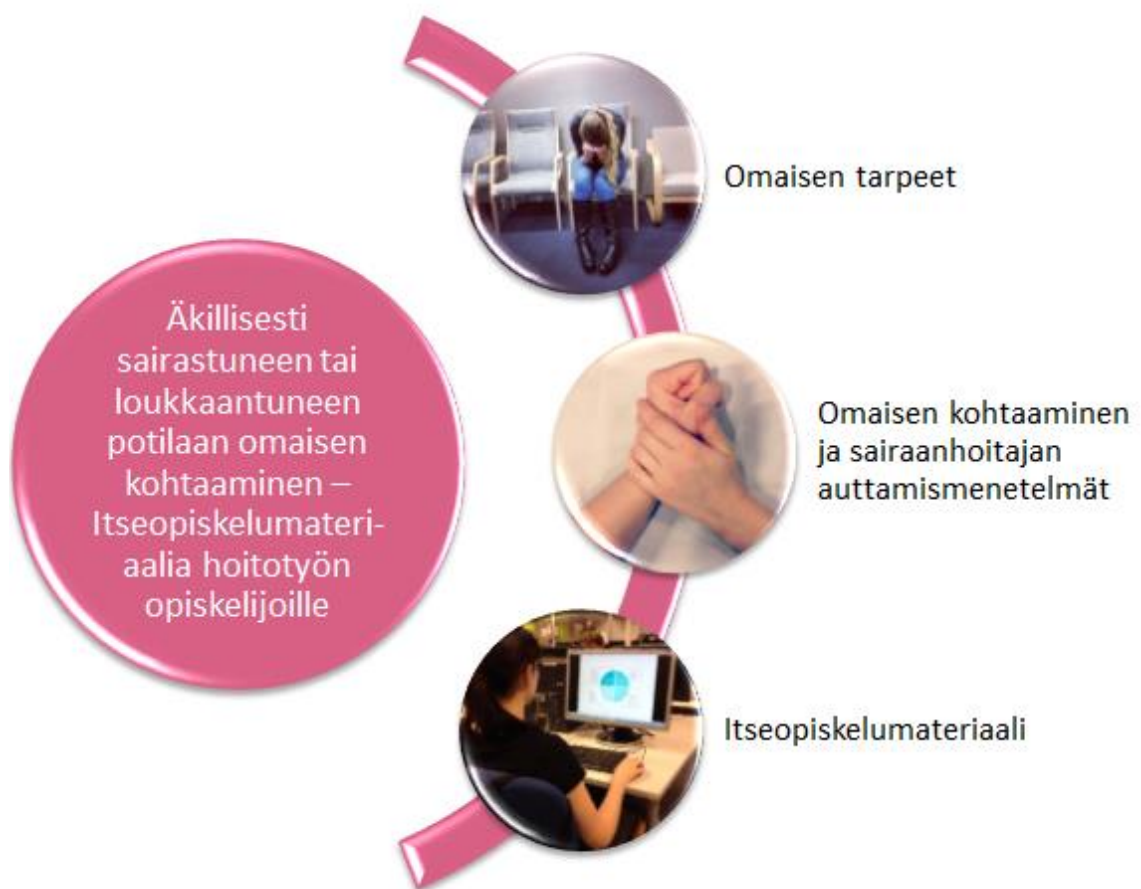 Äkillisesti
sairastuneen tai
loukkaantuneen
potilaan omaisen
kohtaaminen –
Itseopiskelumateri-
aalia hoitotyön
opiskelijoille
Omaisen tarpeet
Omaisen kohtaaminen
ja sairaanhoitajan
auttamismenetelmät
Itseopiskelumateriaali